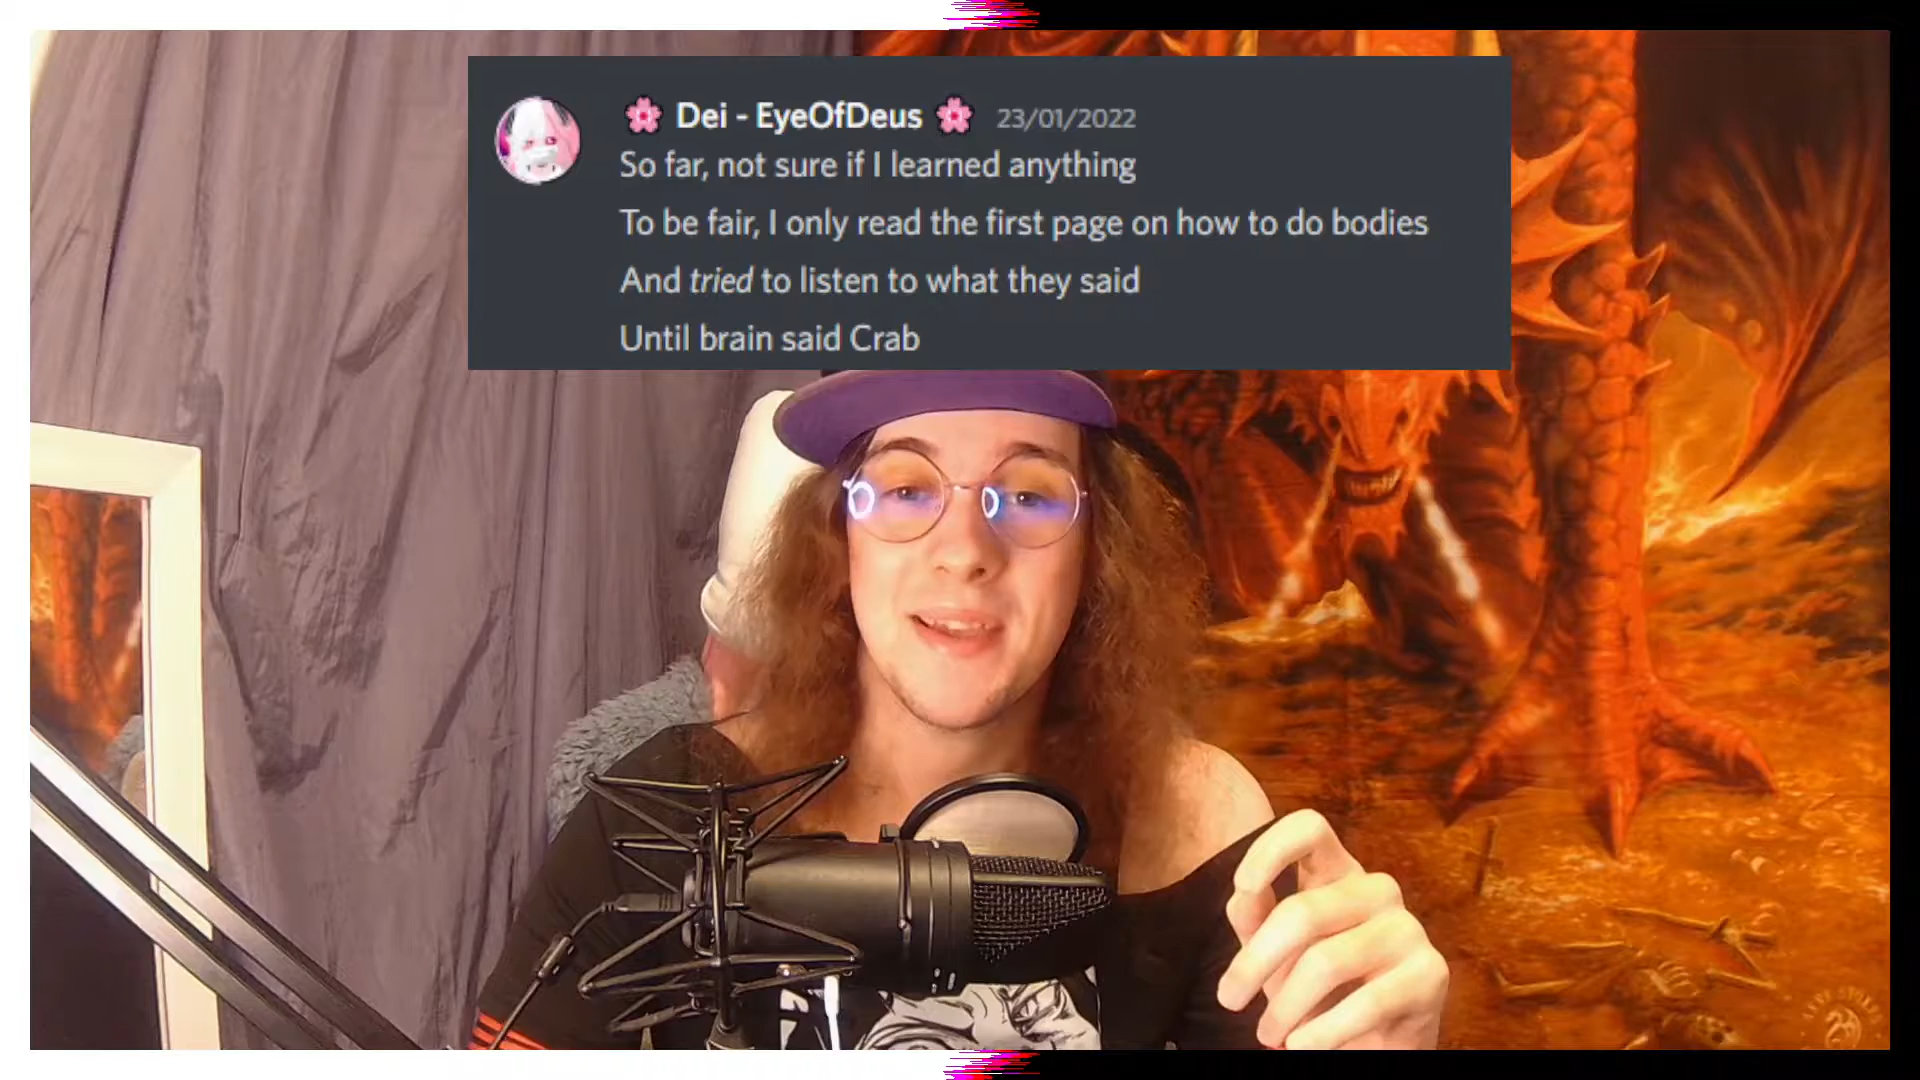 🌸 Dei - EyeOfDeus 🌸 23/01/2022
So far, not sure if I learned anything
To be fair, I only read the first page on how to do bodies
And tried to listen to what they said
Until brain said Crab